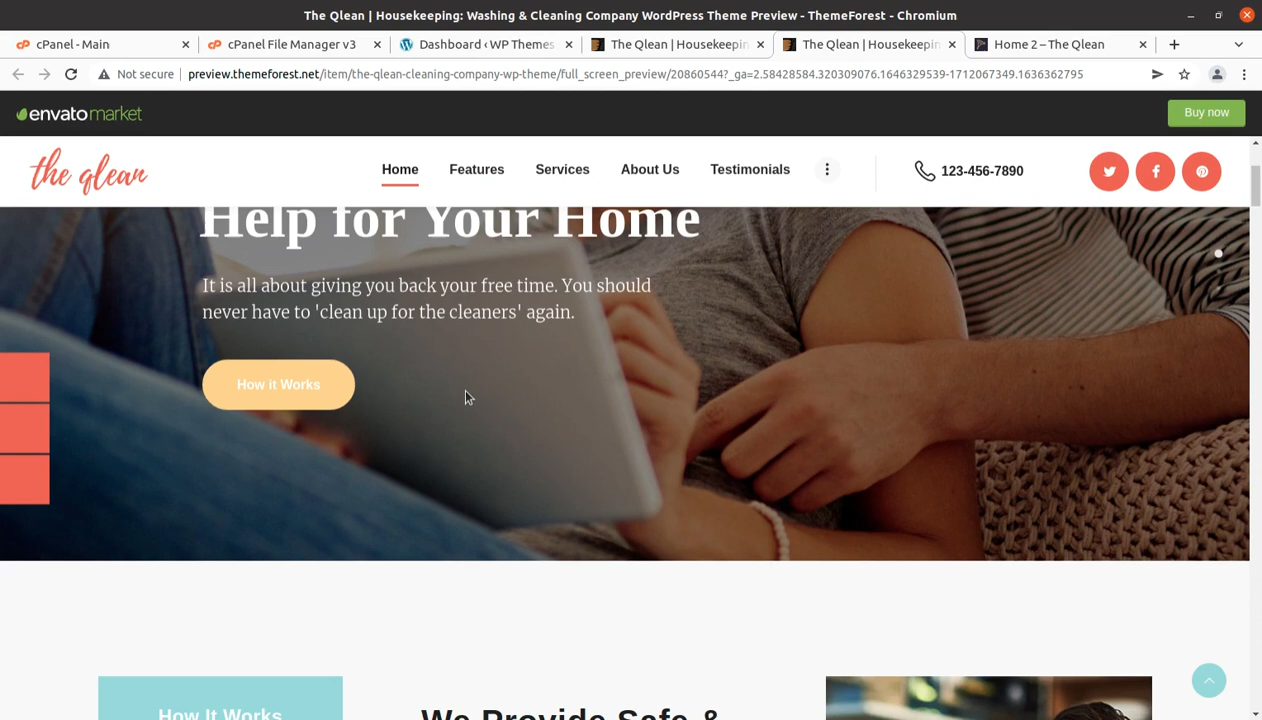 The Qlean | Housekeeping: Washing & Cleaning Company WordPress Theme Preview - ThemeForest - Chromium
cPanel - Main
cPanel File Manager v3
Dashboard ‹ WP Themes
The Qlean | Housekeepin
The Qlean | Housekeepin
Home 2 – The Qlean
Not secure
preview.themeforest.net/item/the-qlean-cleaning-company-wp-theme/full_screen_preview/20860544?_ga=2.58428584.320309076.1646329539-1712067349.1636362795
envato market
Buy now
the qlean
Home
Features
Services
About Us
Testimonials
123-456-7890
Help for Your Home
It is all about giving you back your free time. You should
never have to 'clean up for the cleaners' again.
How it Works
How It Works
We Provide Safe &